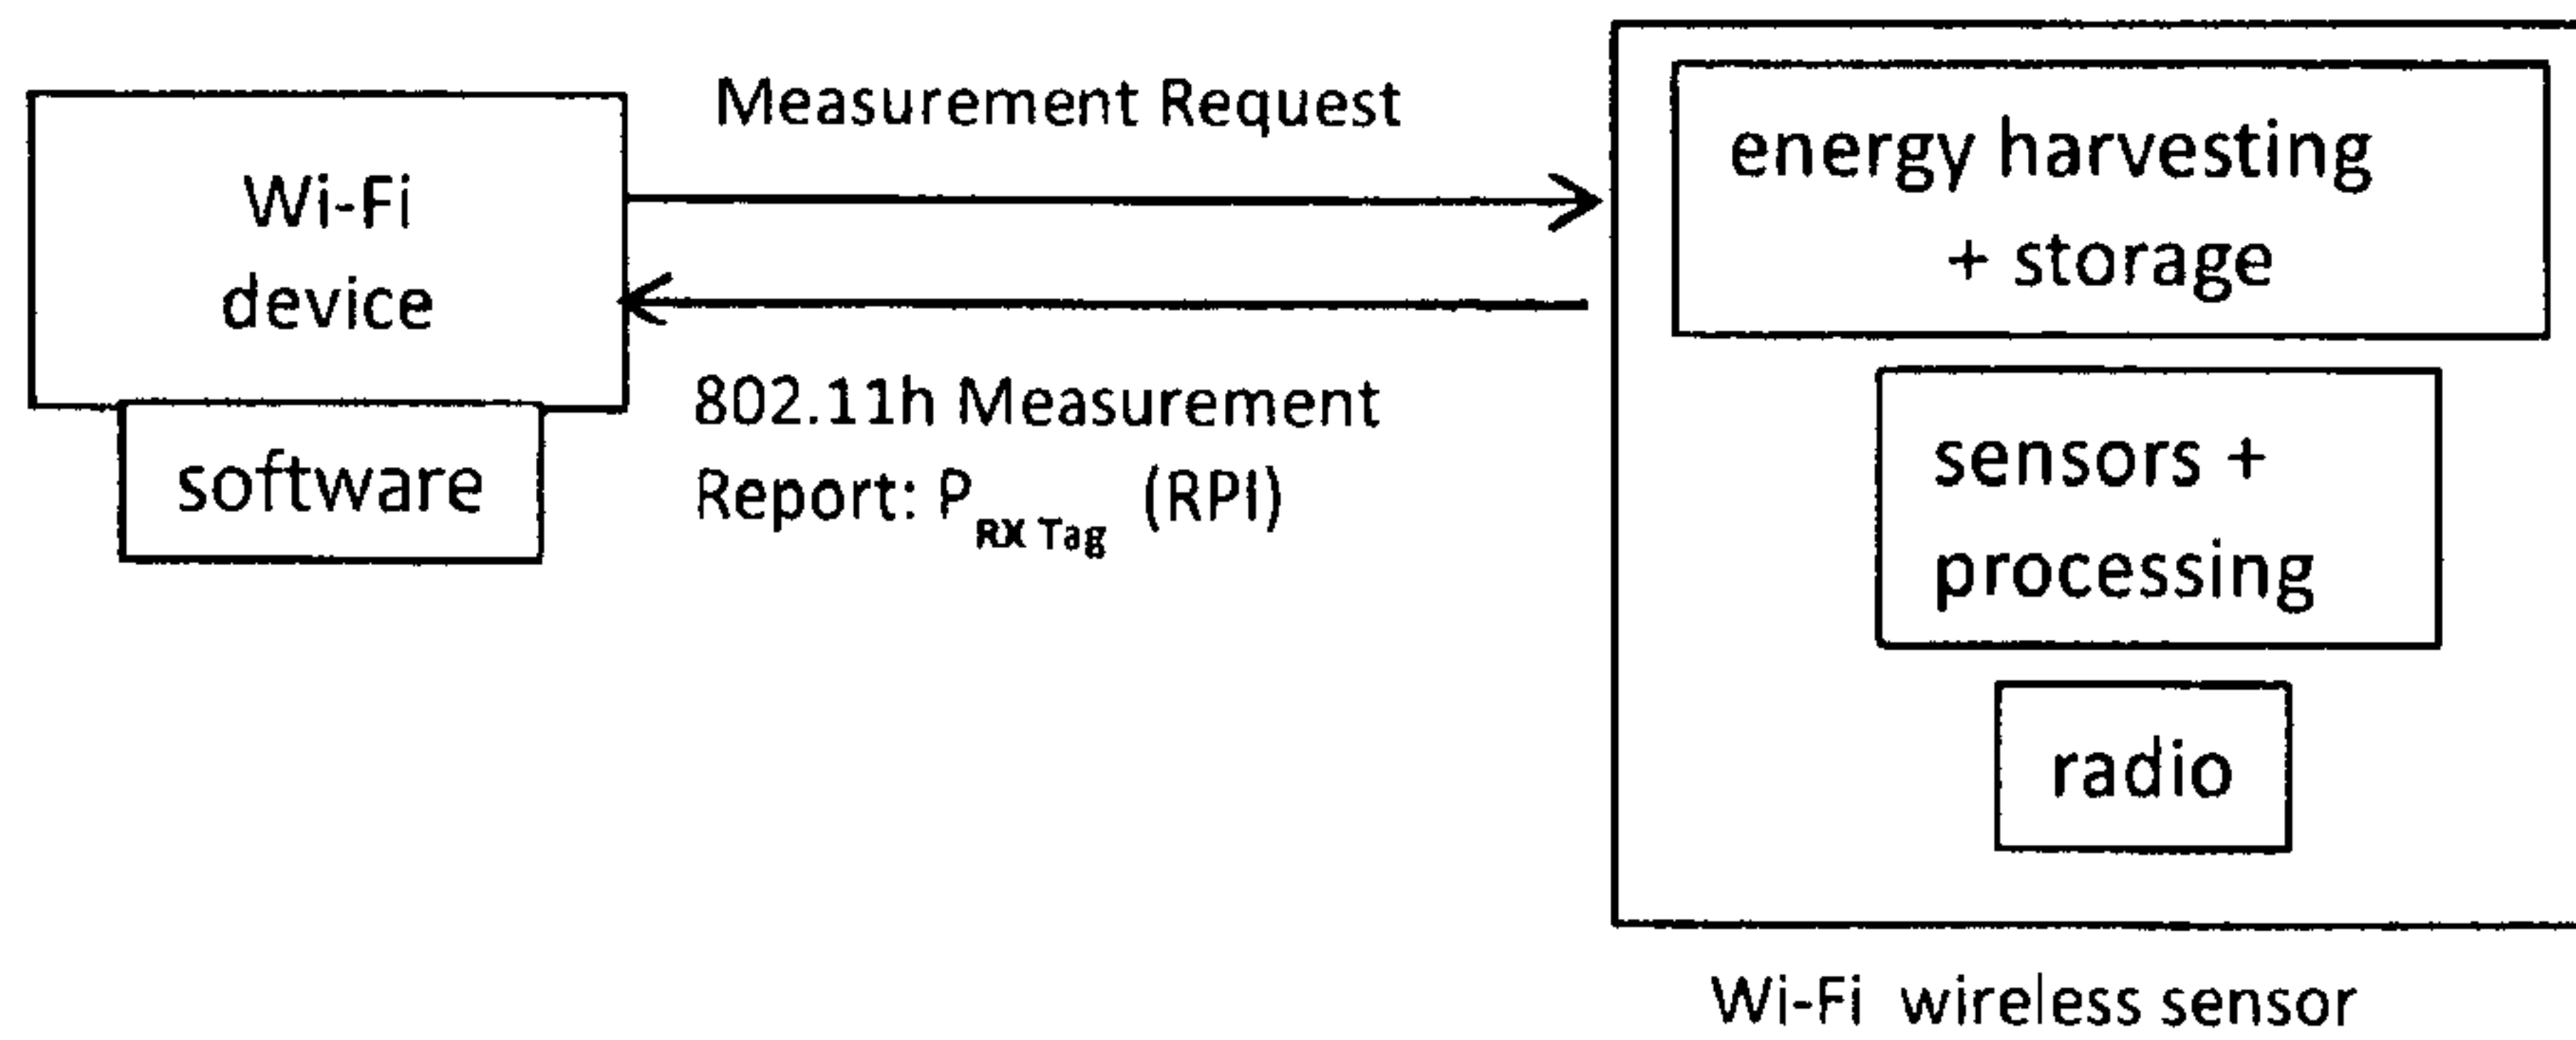 Wi-Fi
device
software
Measurement Request
802.11h Measurement
Report: P RX Tag (RPI)
energy harvesting
+ storage
sensors +
processing
radio
Wi-Fi wireless sensor